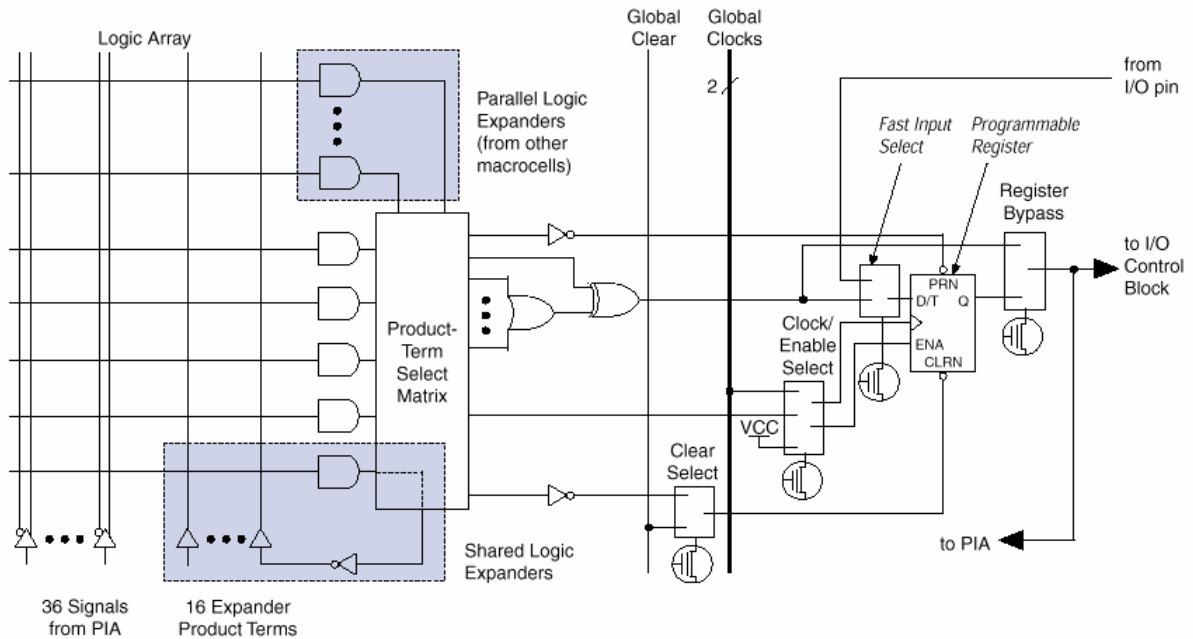 Logic Array
Parallel Logic
Expanders
(from other
macrocells)
Global
Clear
Global
Clocks
2
from
I/O pin
Fast Input
Select
Programmable
Register
Register
Bypass
to I/O
Control
Block
PRN
D/T Q
ENA
CLRN
Clock/
Enable
Select
Product-
Term
Select
Matrix
VCC
Clear
Select
to PIA
Shared Logic
Expanders
36 Signals
from PIA
16 Expander
Product Terms